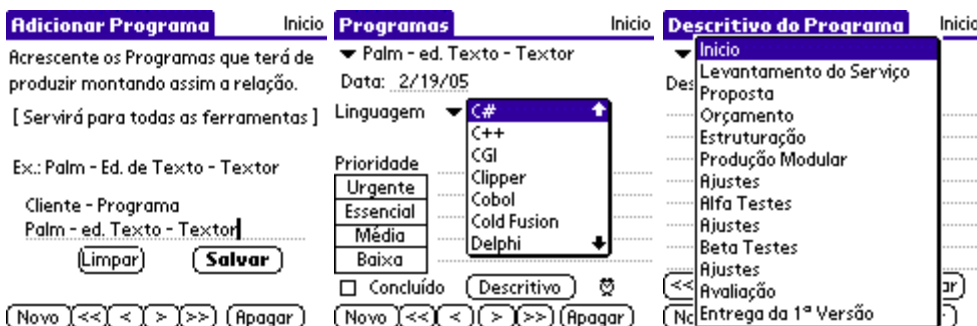 Adicionar Programa Inicio
Acrescente os Programas que terá de
produzir montando assim a relação.
[ Servirá para todas as ferramentas ]
Ex.: Palm - Ed. de Texto - Textor
Cliente - Programa
Palm - ed. Texto - Textor
Limpar Salvar
Novo << < > >> Apagar
Programas Inicio
Palm - ed. Texto - Textor
Data: 2/19/05
Linguagem C#
C++
CGI
Clipper
Cobol
Cold Fusion
Delphi
Prioridade
Urgente
Essencial
Média
Baixa
Concluído Descritivo
Novo << < > >> Apagar
Descritivo do Programa Inicio
Inicio
Levantamento do Serviço
Proposta
Orçamento
Estruturação
Produção Modular
Ajustes
Alfa Testes
Ajustes
Beta Testes
Ajustes
Avaliação
Entrega da 1ª Versão